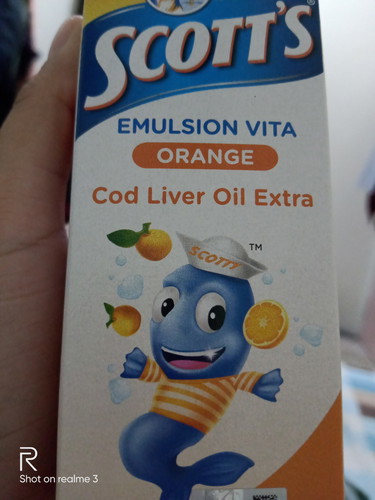 SCOTT'S®
EMULSION VITA
ORANGE
Cod Liver Oil Extra
SCOTT
TM
R
Shot on realme 3